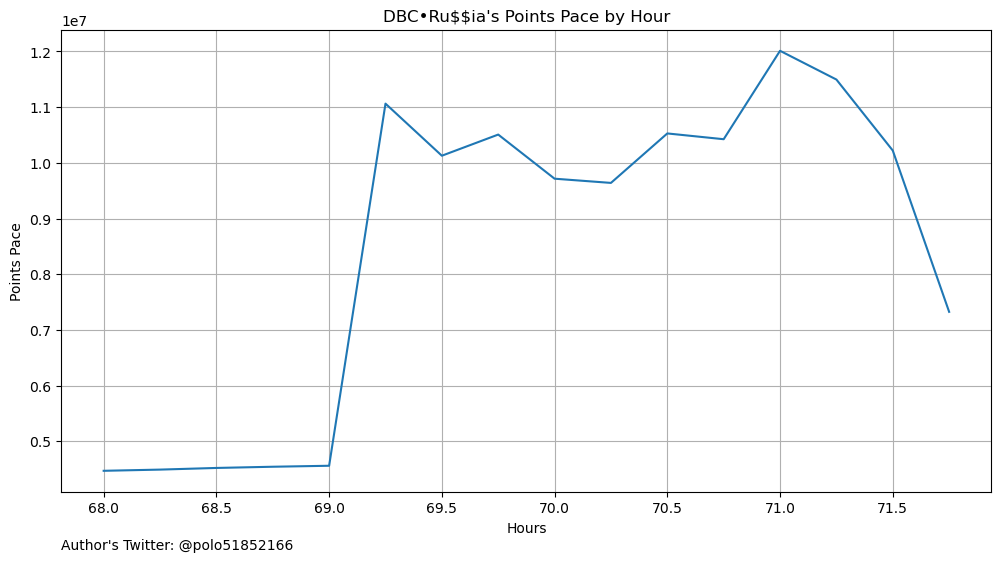 DBC•Ru$$ia's Points Pace by Hour
1e7
1.2
1.1
1.0
0.9
0.8
0.7
0.6
0.5
Points Pace
68.0 68.5 69.0 69.5 70.0 70.5 71.0 71.5
Hours
Author's Twitter: @polo51852166